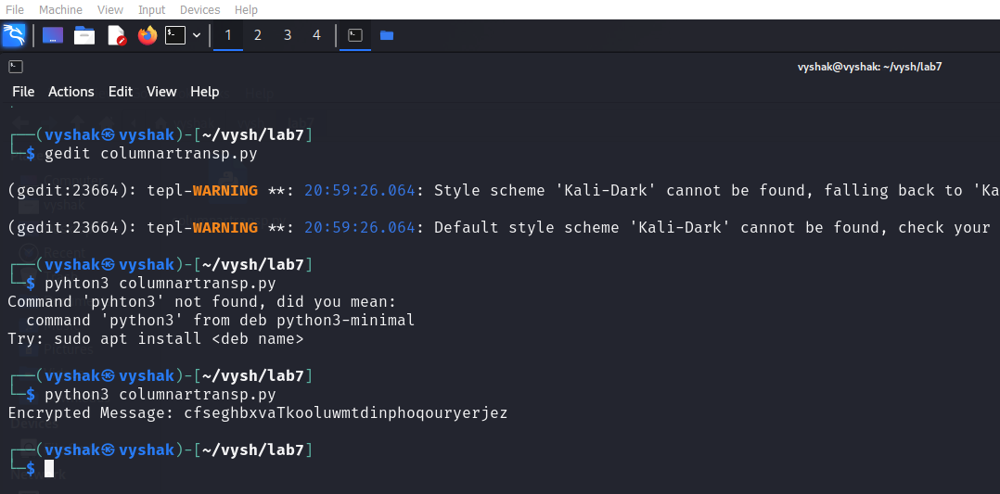 File Machine View Input Devices Help
1 2 3 4
vyshak@vyshak: ~/vysh/lab7
File Actions Edit View Help
┌──(vyshak㉿vyshak)-[~/vysh/lab7]
└─$ gedit columnartransp.py
(gedit:23664): tepl-WARNING **: 20:59:26.064: Style scheme 'Kali-Dark' cannot be found, falling back to 'Ka
(gedit:23664): tepl-WARNING **: 20:59:26.064: Default style scheme 'Kali-Dark' cannot be found, check your
┌──(vyshak㉿vyshak)-[~/vysh/lab7]
└─$ pyhton3 columnartransp.py
Command 'pyhton3' not found, did you mean:
  command 'python3' from deb python3-minimal
Try: sudo apt install <deb name>
┌──(vyshak㉿vyshak)-[~/vysh/lab7]
└─$ python3 columnartransp.py
Encrypted Message: cfseghbxvaTkooluwmtdinphoqouryerjez
┌──(vyshak㉿vyshak)-[~/vysh/lab7]
└─$